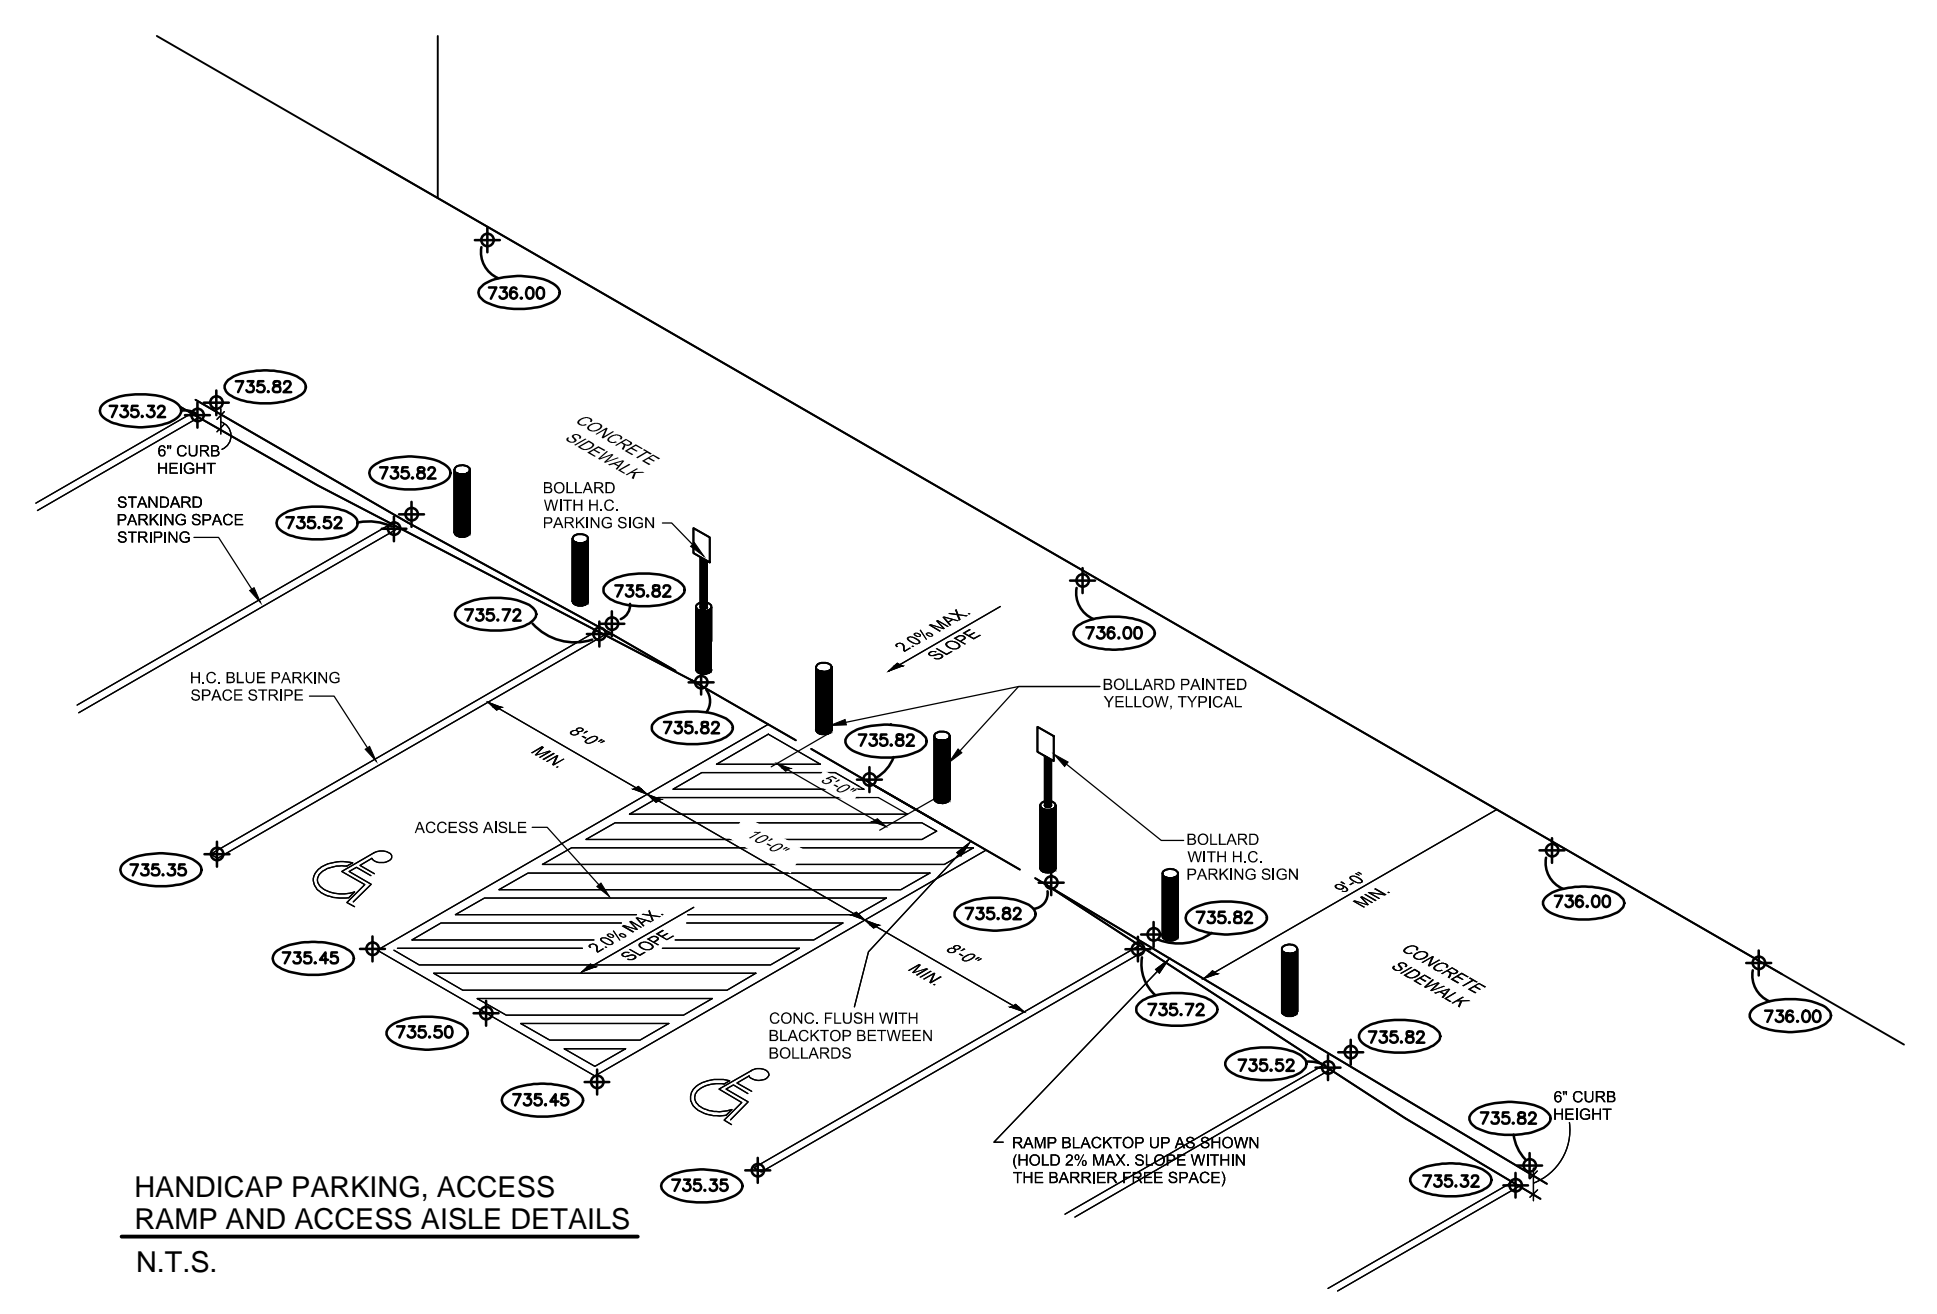 736.00
735.82
735.32
6" CURB
HEIGHT
CONCRETE
SIDEWALK
735.82
STANDARD
PARKING SPACE
STRIPING
735.52
BOLLARD
WITH H.C.
PARKING SIGN
735.82
735.72
736.00
2.0% MAX.
SLOPE
H.C. BLUE PARKING
SPACE STRIPE
BOLLARD PAINTED
YELLOW, TYPICAL
735.82
735.82
8'-0"
MIN.
5'-0"
ACCESS AISLE
10'-0"
BOLLARD
WITH H.C.
PARKING SIGN
735.35
9'-0"
MIN.
736.00
735.82
735.82
2.0% MAX.
SLOPE
735.45
8'-0"
MIN.
CONCRETE
SIDEWALK
735.72
736.00
735.50
CONC. FLUSH WITH
BLACKTOP BETWEEN
BOLLARDS
735.82
735.52
735.45
735.82
6" CURB
HEIGHT
RAMP BLACKTOP UP AS SHOWN
(HOLD 2% MAX. SLOPE WITHIN
THE BARRIER FREE SPACE)
735.35
735.32
HANDICAP PARKING, ACCESS
RAMP AND ACCESS AISLE DETAILS
N.T.S.